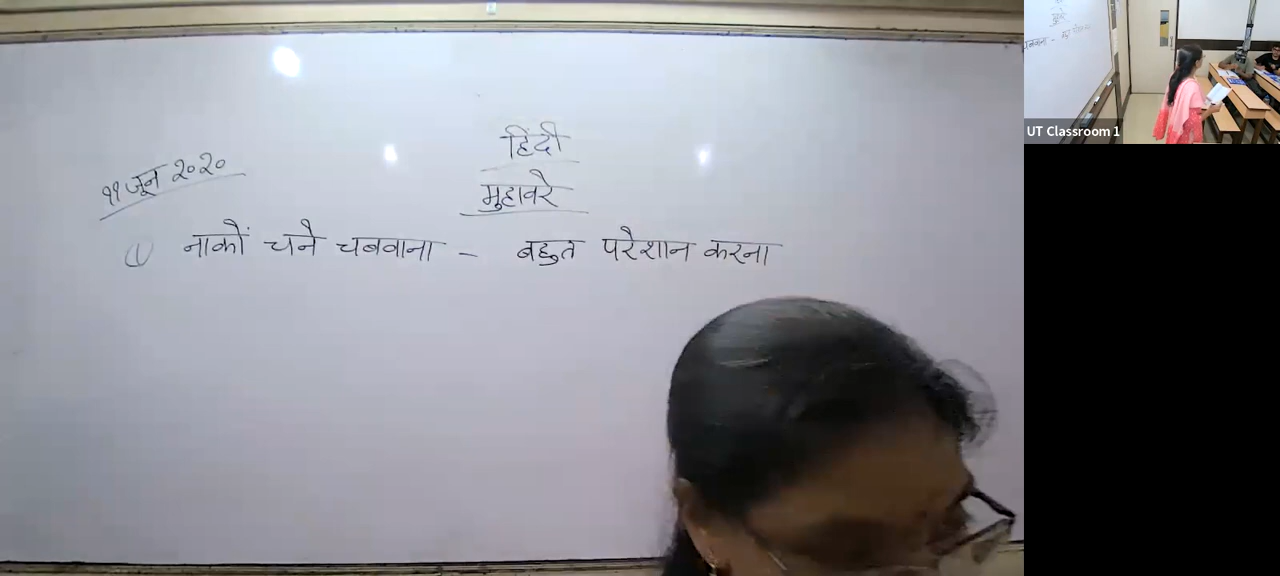 हिंदी
११ जून २०२०
मुहावरे
① नाकों चने चबवाना - बहुत परेशान करना
UT Classroom 1